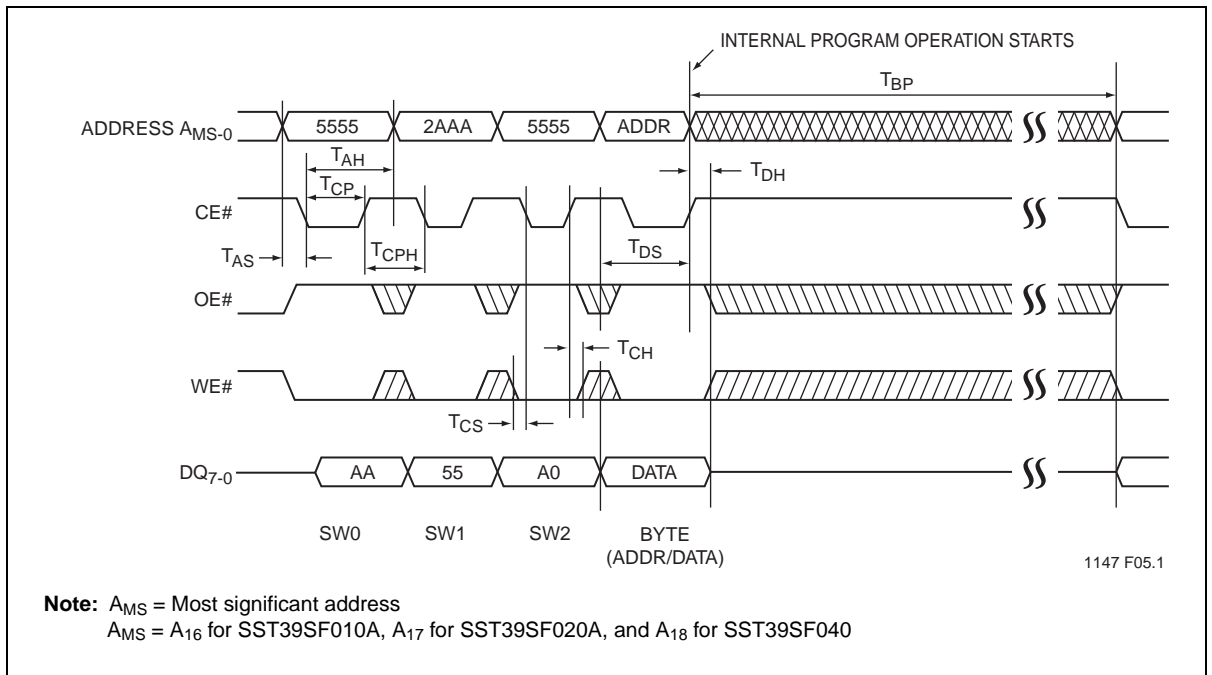 INTERNAL PROGRAM OPERATION STARTS
TBP
ADDRESS AMS-0
5555
2AAA
5555
ADDR
TAH
TDH
TCP
CE#
TAS
TCPH
TDS
OE#
TCH
WE#
TCS
DQ7-0
AA
55
A0
DATA
SW0
SW1
SW2
BYTE
(ADDR/DATA)
1147 F05.1
Note: AMS = Most significant address
AMS = A16 for SST39SF010A, A17 for SST39SF020A, and A18 for SST39SF040